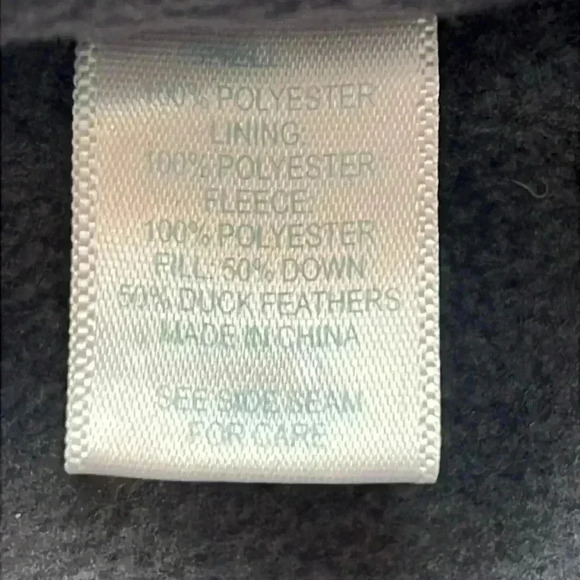 100% POLYESTER
LINING:
100% POLYESTER
FLEECE:
100% POLYESTER
FILL: 50% DOWN
50% DUCK FEATHERS
MADE IN CHINA
SEE SIDE SEAM
FOR CARE